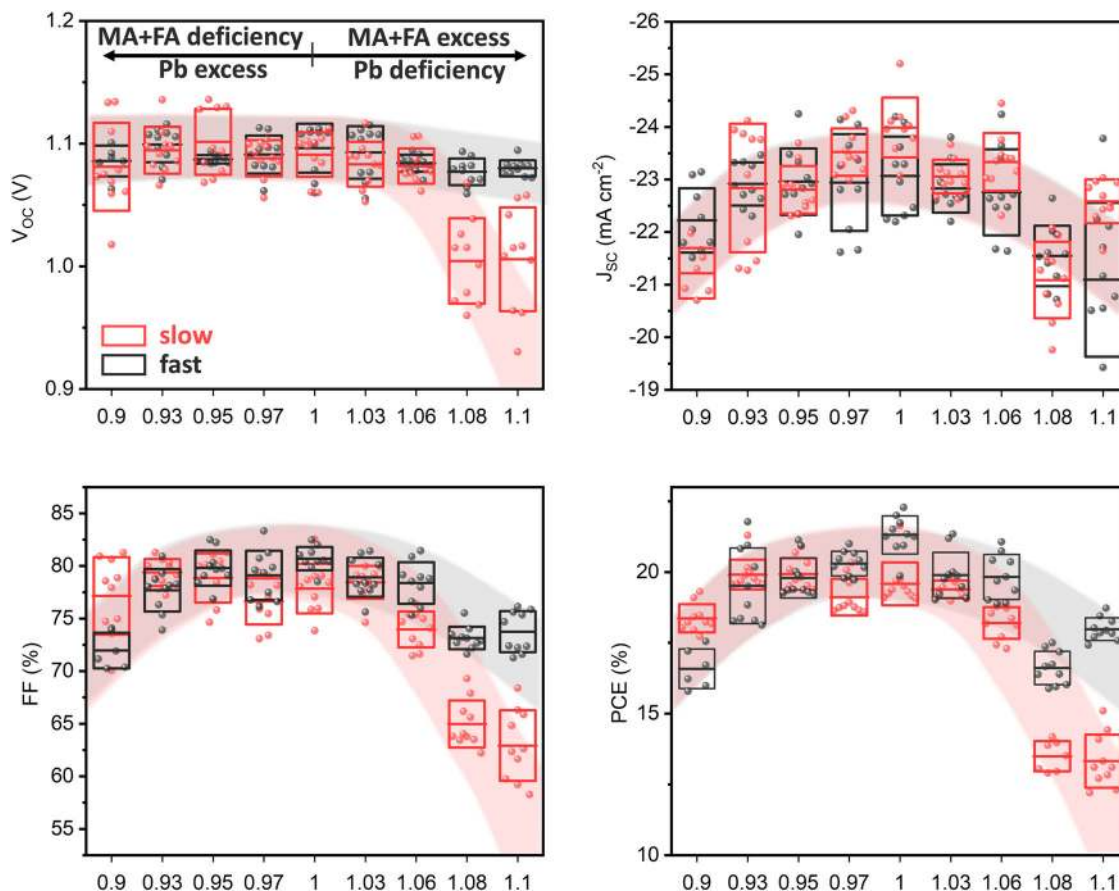 1.2
MA+FA deficiency
MA+FA excess
Pb excess
Pb deficiency
1.1
V_OC (V)
1.0
slow
fast
0.9
0.9 0.93 0.95 0.97 1 1.03 1.06 1.08 1.1
-26
-25
-24
-23
J_SC (mA cm⁻²)
-22
-21
-20
-19
0.9 0.93 0.95 0.97 1 1.03 1.06 1.08 1.1
85
80
75
FF (%)
70
65
60
55
0.9 0.93 0.95 0.97 1 1.03 1.06 1.08 1.1
20
PCE (%)
15
10
0.9 0.93 0.95 0.97 1 1.03 1.06 1.08 1.1